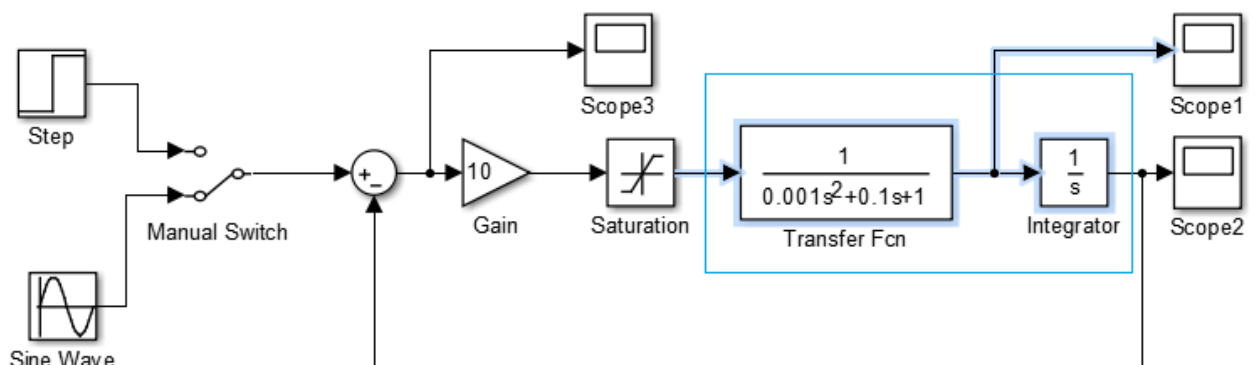 Step
Manual Switch
Sine Wave
+
-
Scope3
10
Gain
Saturation
1
0.001s2+0.1s+1
Transfer Fcn
1
s
Integrator
Scope1
Scope2